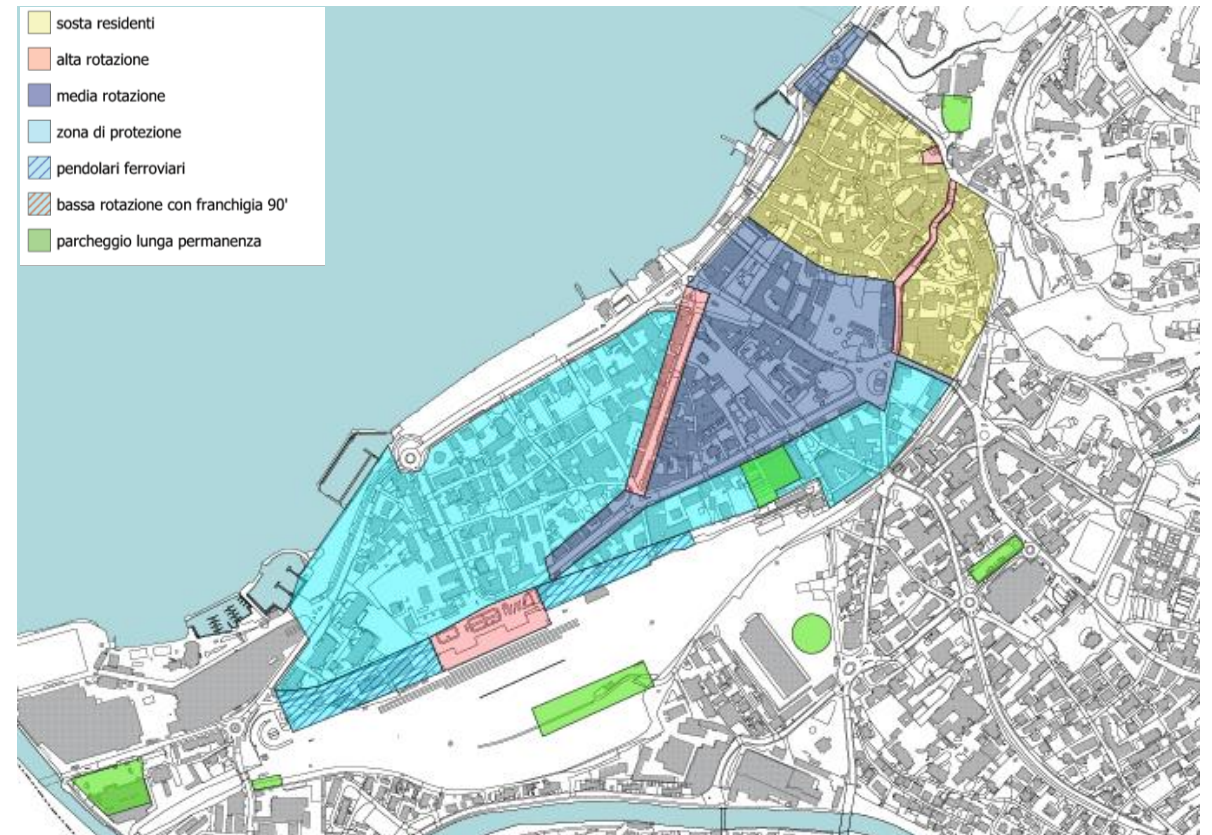 sosta residenti
alta rotazione
media rotazione
zona di protezione
pendolari ferroviari
bassa rotazione con franchigia 90'
parcheggio lunga permanenza